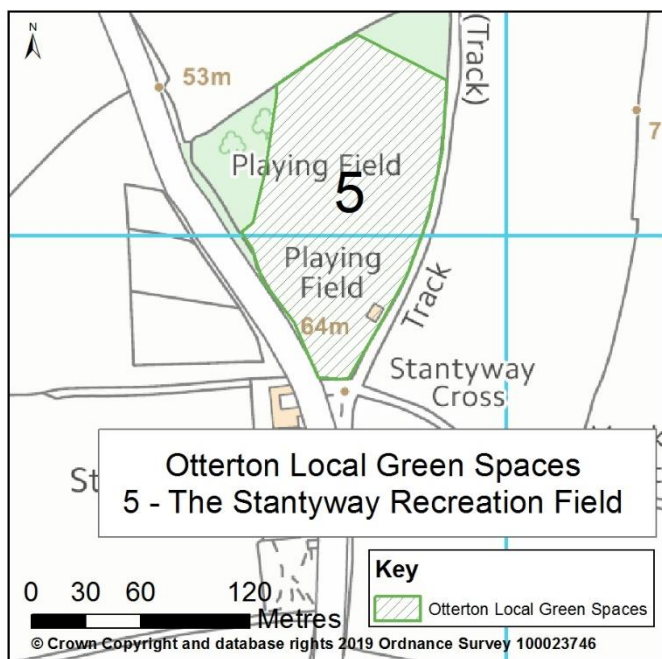 N
53m
(Track)
7
Playing Field
5
Playing
Field
64m
Track
Stantyway
Cross
Otterton Local Green Spaces
5 - The Stantyway Recreation Field
St
Key
Otterton Local Green Spaces
0 30 60 120
Metres
© Crown Copyright and database rights 2019 Ordnance Survey 100023746